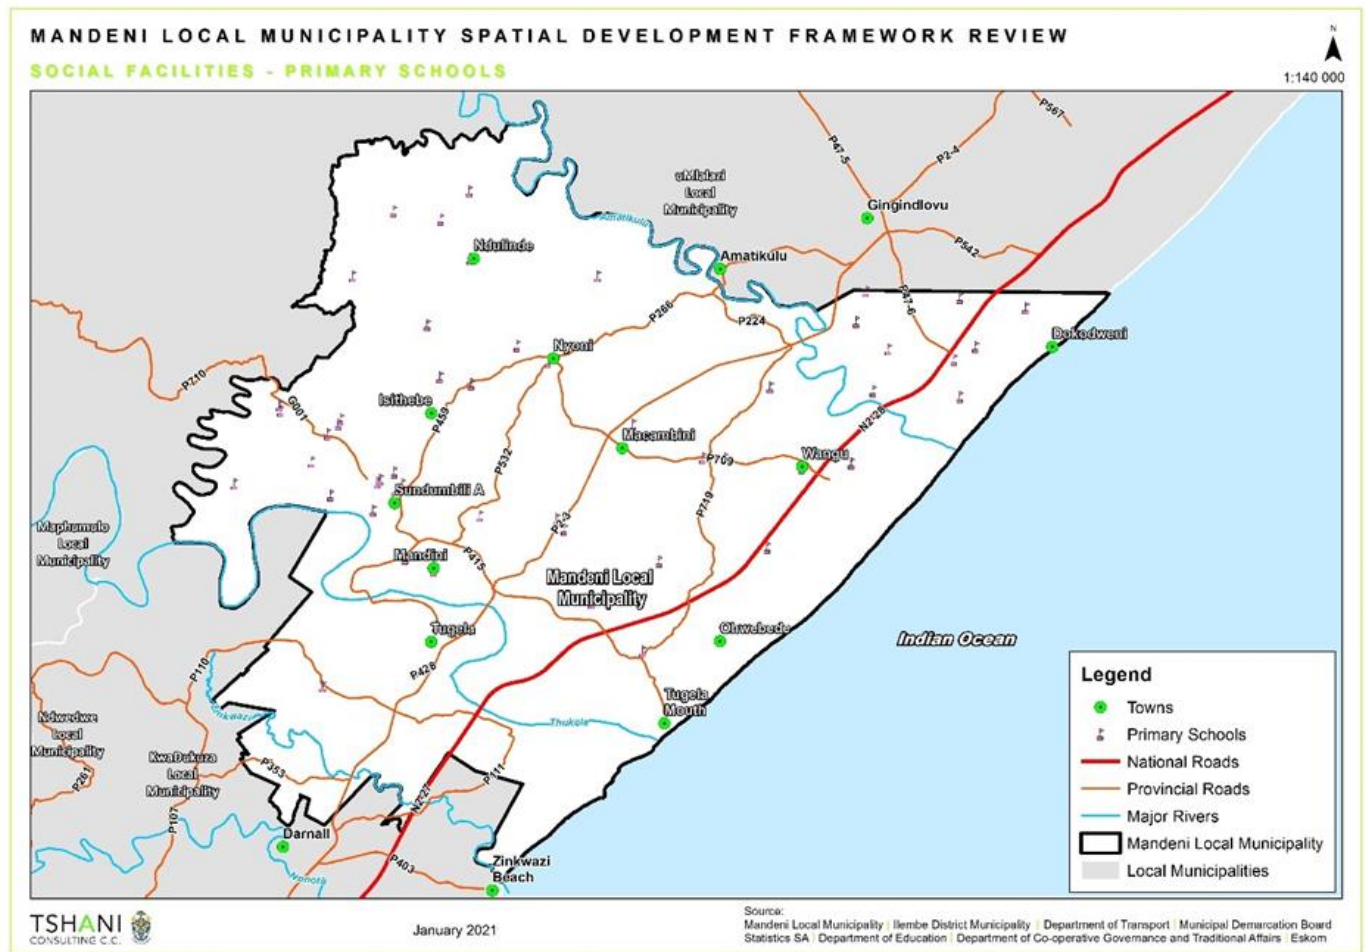 MANDENI LOCAL MUNICIPALITY SPATIAL DEVELOPMENT FRAMEWORK REVIEW
SOCIAL FACILITIES - PRIMARY SCHOOLS
N
1:140 000
P567
P47-5
P2-4
eMlalazi
Local
Municipality
Gingindlovu
Amatikulu
Ndulinde
Amatikulu
P542
P266
P224
P47-6
Dokodweni
Nyoni
P710
Isithebe
G001
P459
N2-28
Macambini
P532
P709
Wangu
Sundumbili A
P2-3
P719
Maphumulo
Local
Municipality
Mandini
P415
Mandeni Local
Municipality
Tugela
Ohwebede
Indian Ocean
P110
P428
Tugela
Mouth
Ndwedwe
Local
Municipality
Thukela
KwaDukuza
Local
Municipality
P261
P353
P111
N2-27
P107
Darnall
Nonoti
P403
Zinkwazi
Beach
Legend
Towns
Primary Schools
National Roads
Provincial Roads
Major Rivers
Mandeni Local Municipality
Local Municipalities
TSHANI
CONSULTING C.C.
January 2021
Source:
Mandeni Local Municipality | Ilembe District Municipality | Department of Transport | Municipal Demarcation Board
Statistics SA | Department of Education | Department of Co-operative Governance and Traditional Affairs | Eskom